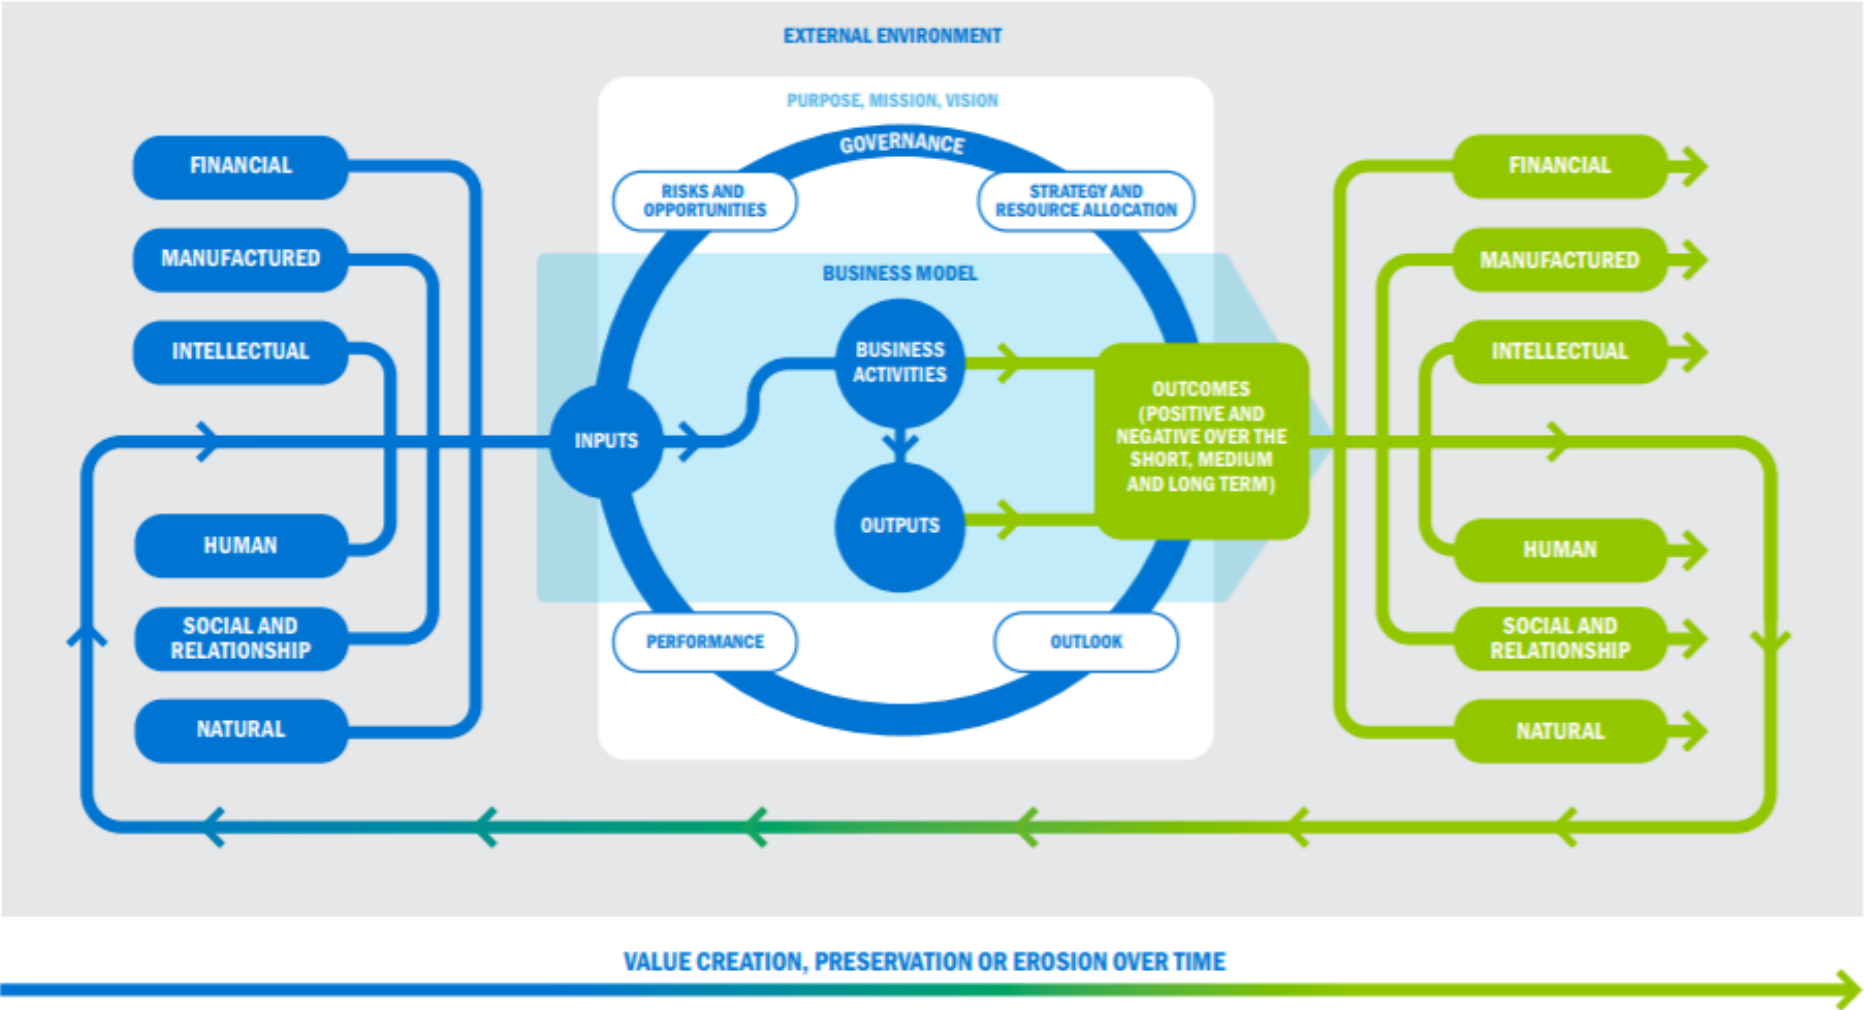 EXTERNAL ENVIRONMENT
PURPOSE, MISSION, VISION
GOVERNANCE
FINANCIAL
MANUFACTURED
INTELLECTUAL
HUMAN
SOCIAL AND
RELATIONSHIP
NATURAL
RISKS AND
OPPORTUNITIES
STRATEGY AND
RESOURCE ALLOCATION
BUSINESS MODEL
INPUTS
BUSINESS
ACTIVITIES
OUTPUTS
OUTCOMES
(POSITIVE AND
NEGATIVE OVER THE
SHORT, MEDIUM
AND LONG TERM)
PERFORMANCE
OUTLOOK
FINANCIAL
MANUFACTURED
INTELLECTUAL
HUMAN
SOCIAL AND
RELATIONSHIP
NATURAL
VALUE CREATION, PRESERVATION OR EROSION OVER TIME